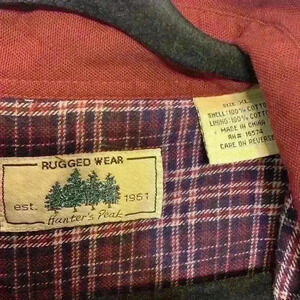 RUGGED WEAR
est. 1951
Hunter's Peak
SIZE XL
SHELL: 100% COTTO
LINING: 100% COTTO
MADE IN CHINA
RN# 16574
CARE ON REVERSE